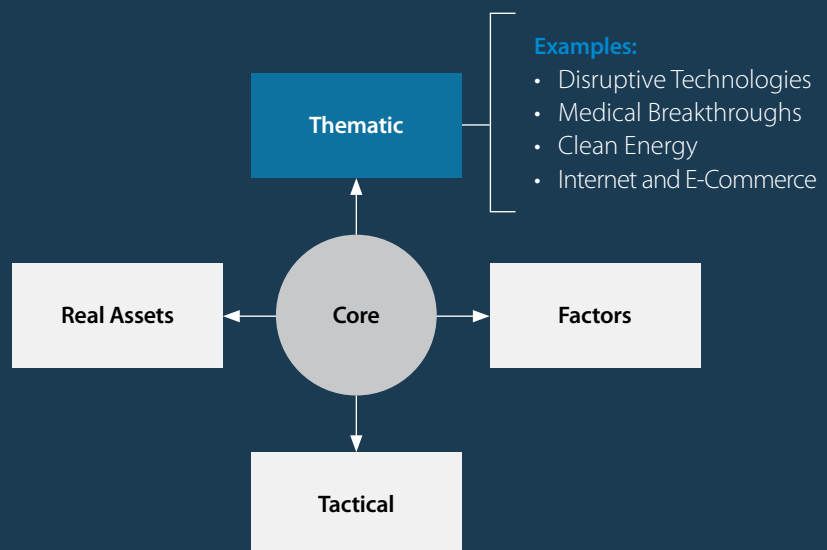 Examples:
• Disruptive Technologies
• Medical Breakthroughs
• Clean Energy
• Internet and E-Commerce
Thematic
Real Assets
Core
Factors
Tactical